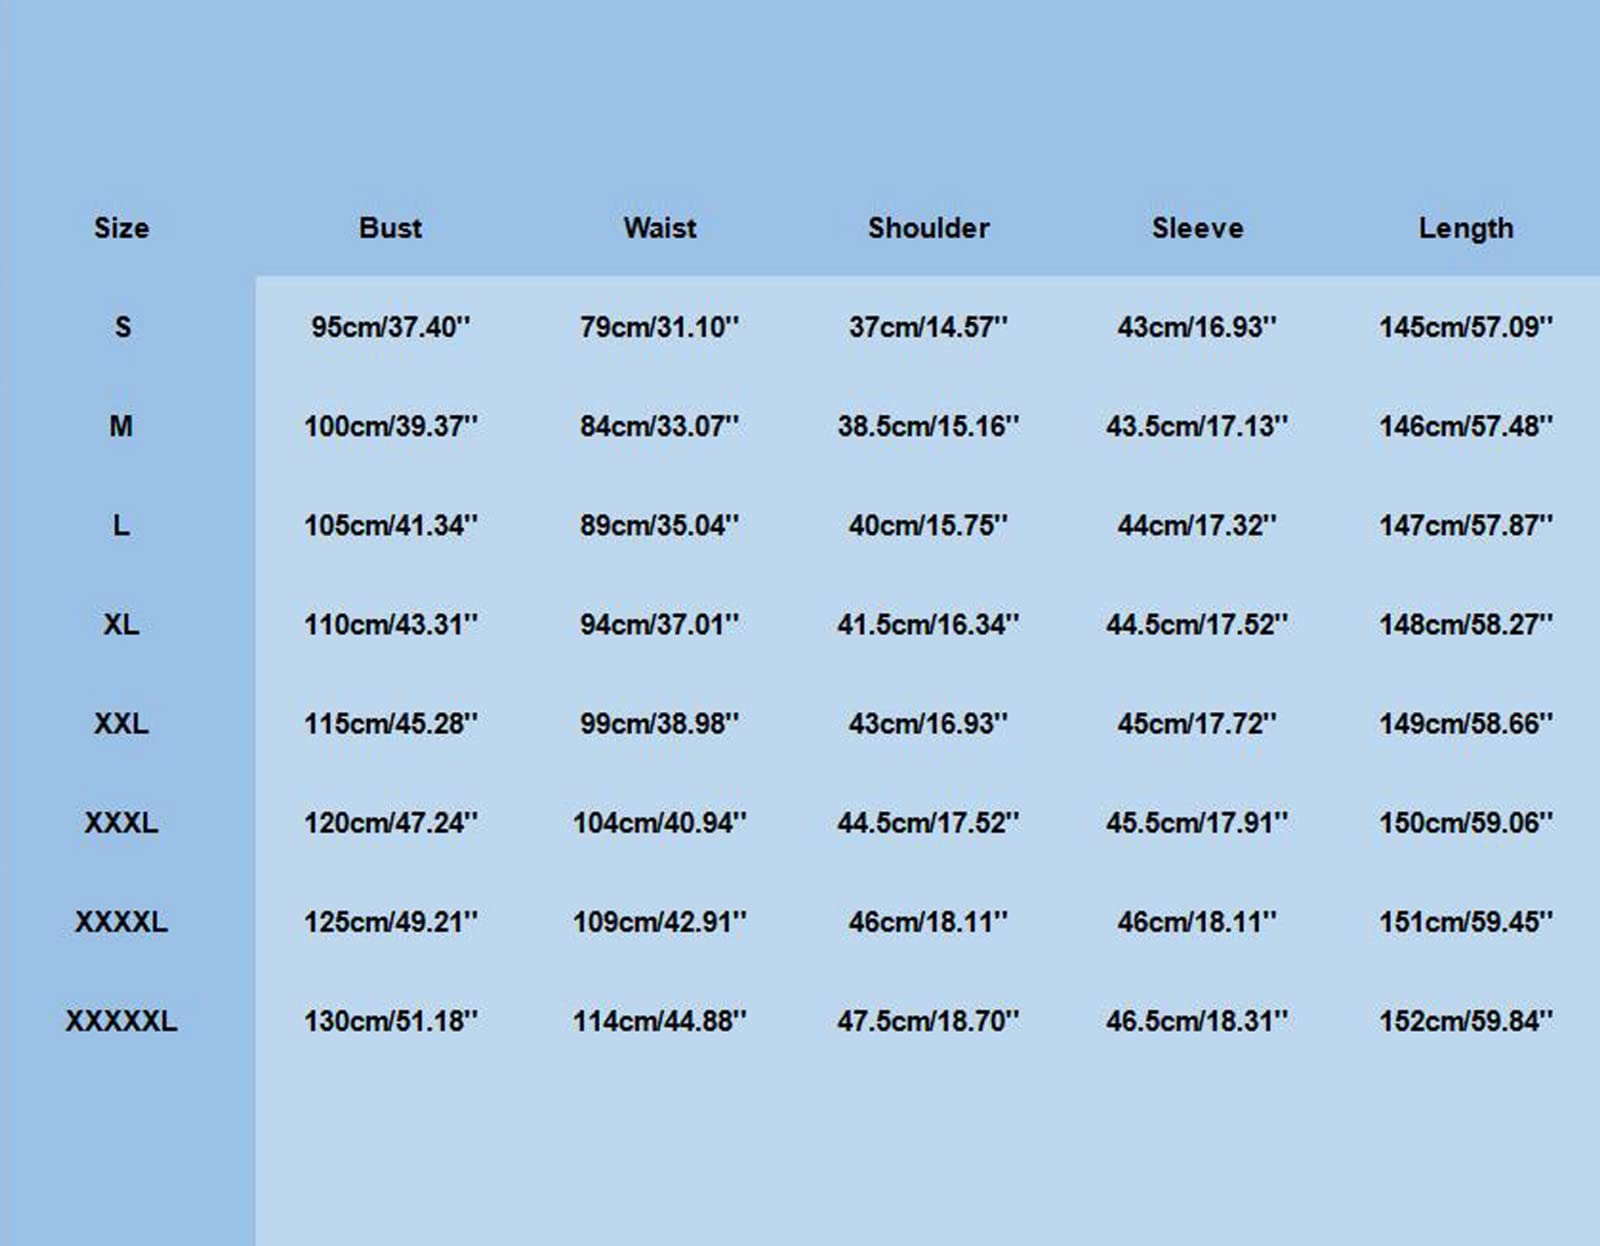 Size Bust Waist Shoulder Sleeve Length
S 95cm/37.40'' 79cm/31.10'' 37cm/14.57'' 43cm/16.93'' 145cm/57.09''
M 100cm/39.37'' 84cm/33.07'' 38.5cm/15.16'' 43.5cm/17.13'' 146cm/57.48''
L 105cm/41.34'' 89cm/35.04'' 40cm/15.75'' 44cm/17.32'' 147cm/57.87''
XL 110cm/43.31'' 94cm/37.01'' 41.5cm/16.34'' 44.5cm/17.52'' 148cm/58.27''
XXL 115cm/45.28'' 99cm/38.98'' 43cm/16.93'' 45cm/17.72'' 149cm/58.66''
XXXL 120cm/47.24'' 104cm/40.94'' 44.5cm/17.52'' 45.5cm/17.91'' 150cm/59.06''
XXXXL 125cm/49.21'' 109cm/42.91'' 46cm/18.11'' 46cm/18.11'' 151cm/59.45''
XXXXXL 130cm/51.18'' 114cm/44.88'' 47.5cm/18.70'' 46.5cm/18.31'' 152cm/59.84''